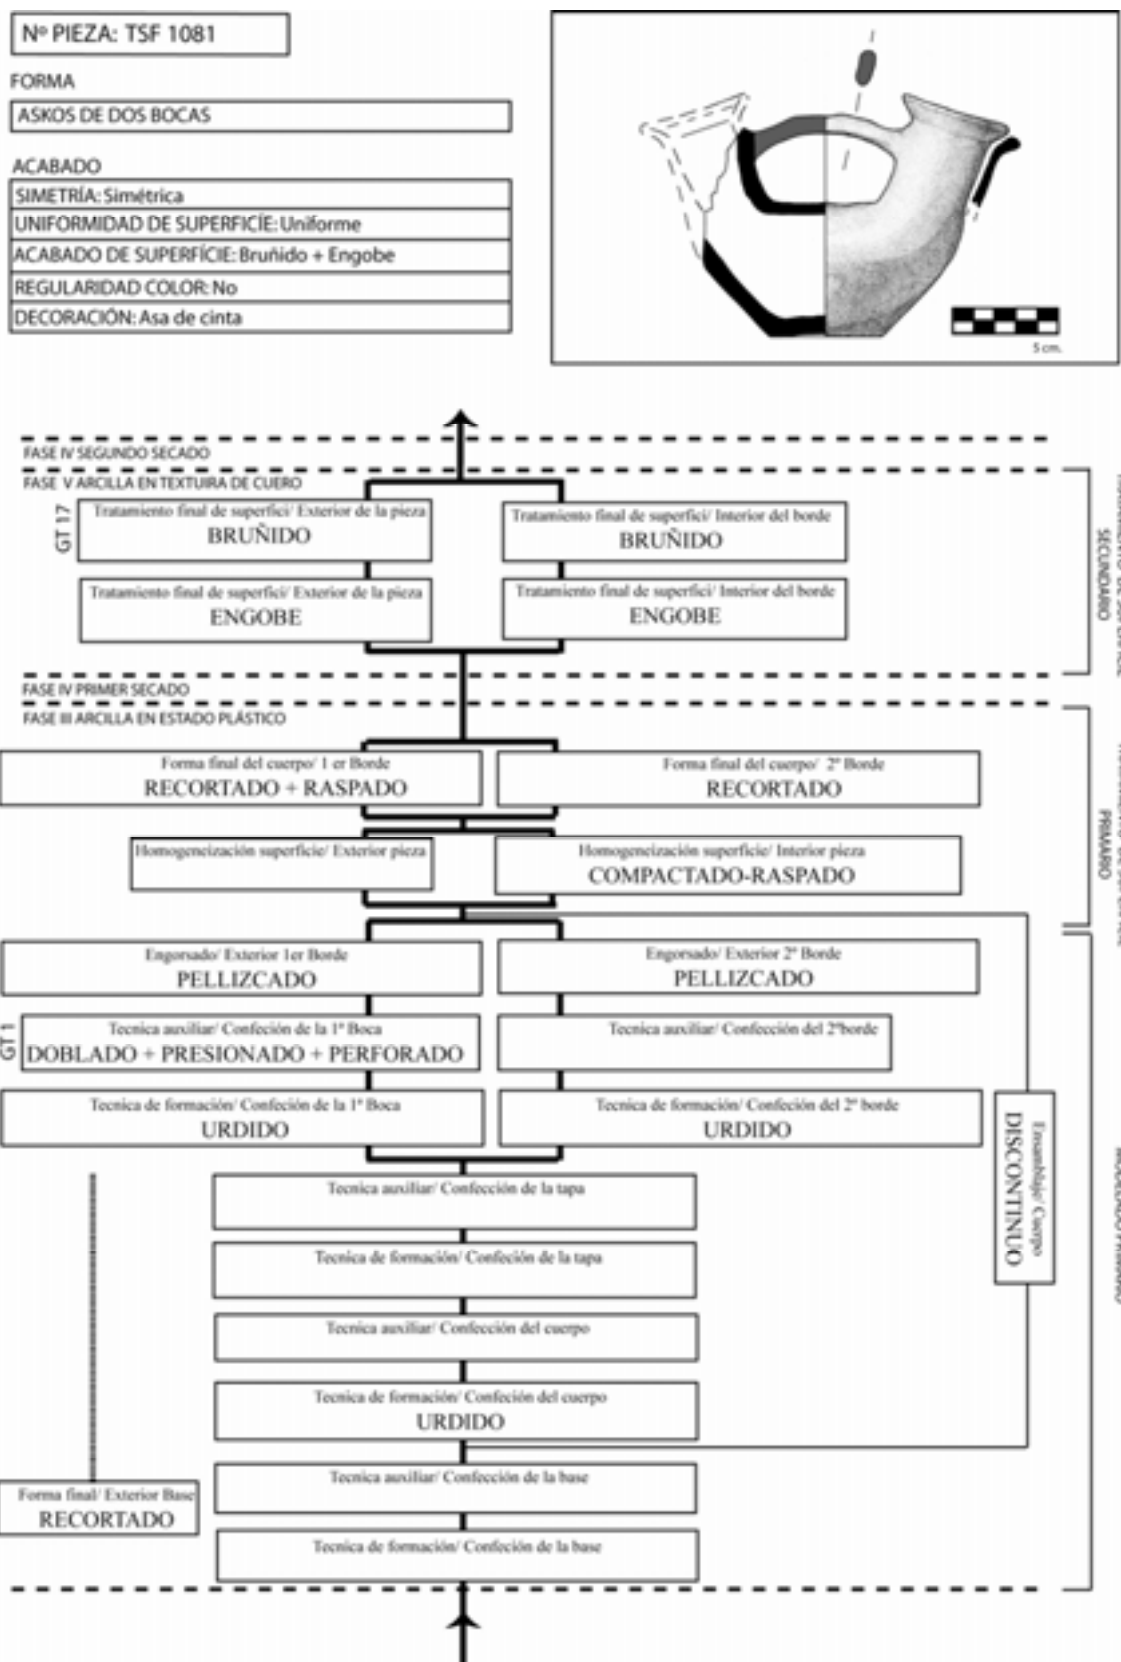 Nº PIEZA: TSF 1081
FORMA
ASKOS DE DOS BOCAS
ACABADO
SIMETRÍA: Simétrica
UNIFORMIDAD DE SUPERFICÍE: Uniforme
ACABADO DE SUPERFÍCIE: Bruñido + Engobe
REGULARIDAD COLOR: No
DECORACIÓN: Asa de cinta
5 cm.
FASE IV SEGUNDO SECADO
FASE V ARCILLA EN TEXTUIRA DE CUERO
GT 17
Tratamiento final de superfici/ Exterior de la pieza
BRUÑIDO
Tratamiento final de superfici/ Interior del borde
BRUÑIDO
Tratamiento final de superfici/ Exterior de la pieza
ENGOBE
Tratamiento final de superfici/ Interior del borde
ENGOBE
SECUNDARIO
FASE IV PRIMER SECADO
FASE III ARCILLA EN ESTADO PLÁSTICO
Forma final del cuerpo/ 1 er Borde
RECORTADO + RASPADO
Forma final del cuerpo/ 2º Borde
RECORTADO
Homogeneización superficie/ Exterior pieza
Homogeneización superficie/ Interior pieza
COMPACTADO-RASPADO
PRIMARIO
Engorsado/ Exterior 1er Borde
PELLIZCADO
Engorsado/ Exterior 2º Borde
PELLIZCADO
GT 1
Tecnica auxiliar/ Confeción de la 1ª Boca
DOBLADO + PRESIONADO + PERFORADO
Tecnica auxiliar/ Confección del 2ºborde
Tecnica de formación/ Confeción de la 1ª Boca
URDIDO
Tecnica de formación/ Confeción del 2º borde
URDIDO
Ensamblaje/ Cuerpo
DISCONTINUO
Tecnica auxiliar/ Confección de la tapa
Tecnica de formación/ Confeción de la tapa
Tecnica auxiliar/ Confección del cuerpo
Tecnica de formación/ Confeción del cuerpo
URDIDO
Tecnica auxiliar/ Confección de la base
Forma final/ Exterior Base
RECORTADO
Tecnica de formación/ Confeción de la base